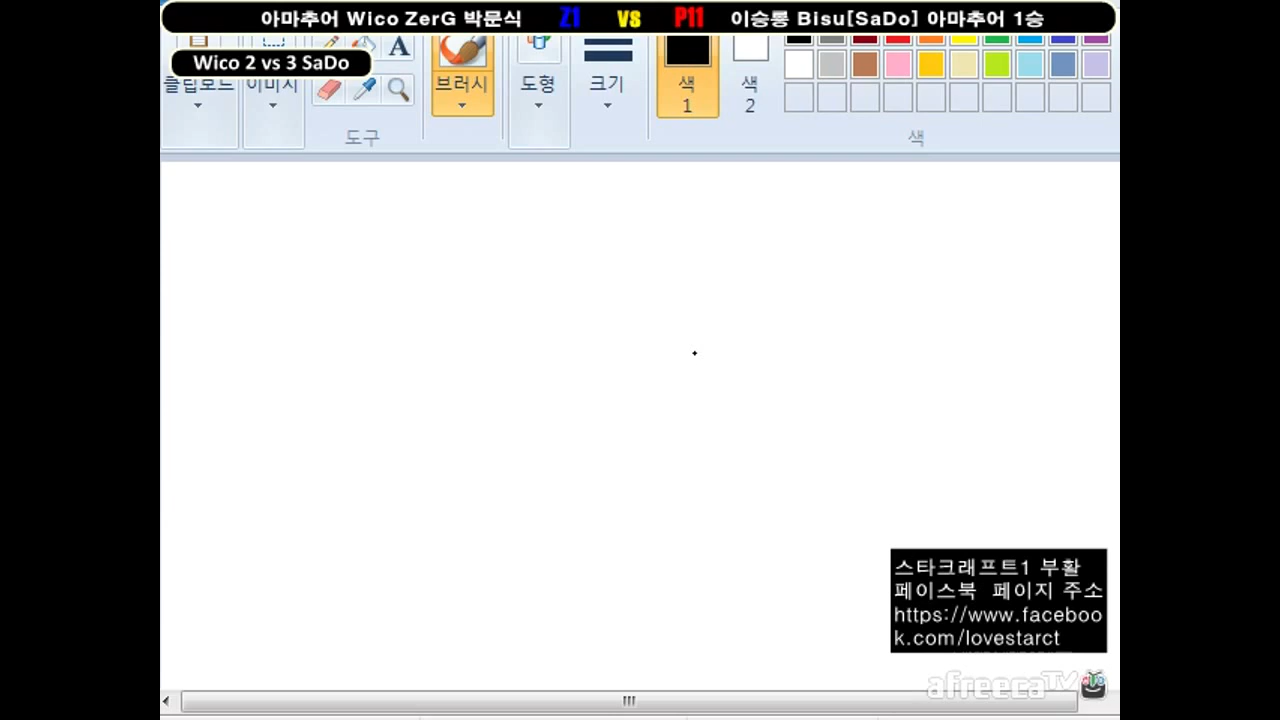 아마추어 Wico ZerG 박문식 Z1 vs P11 이승룡 Bisu[SaDo] 아마추어 1승
Wico 2 vs 3 SaDo
클립보드 이미지 브러시 도형 크기 색 색
1 2
도구 색
A
스타크래프트1 부활
페이스북 페이지 주소
https://www.faceboo
k.com/lovestarct
afreecaTV